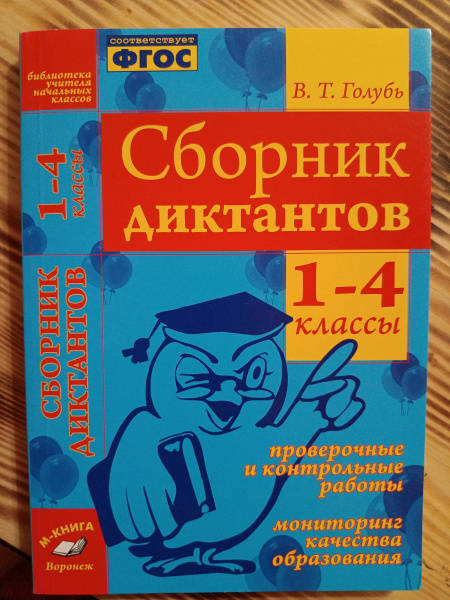 соответствует
ФГОС
библиотека
учителя
начальных
классов
В. Т. Голубь
Сборник
диктантов
1-4
классы
1-4
классы
СБОРНИК
ДИКТАНТОВ
проверочные
и контрольные
работы
мониторинг
качества
образования
М-КНИГА
Воронеж